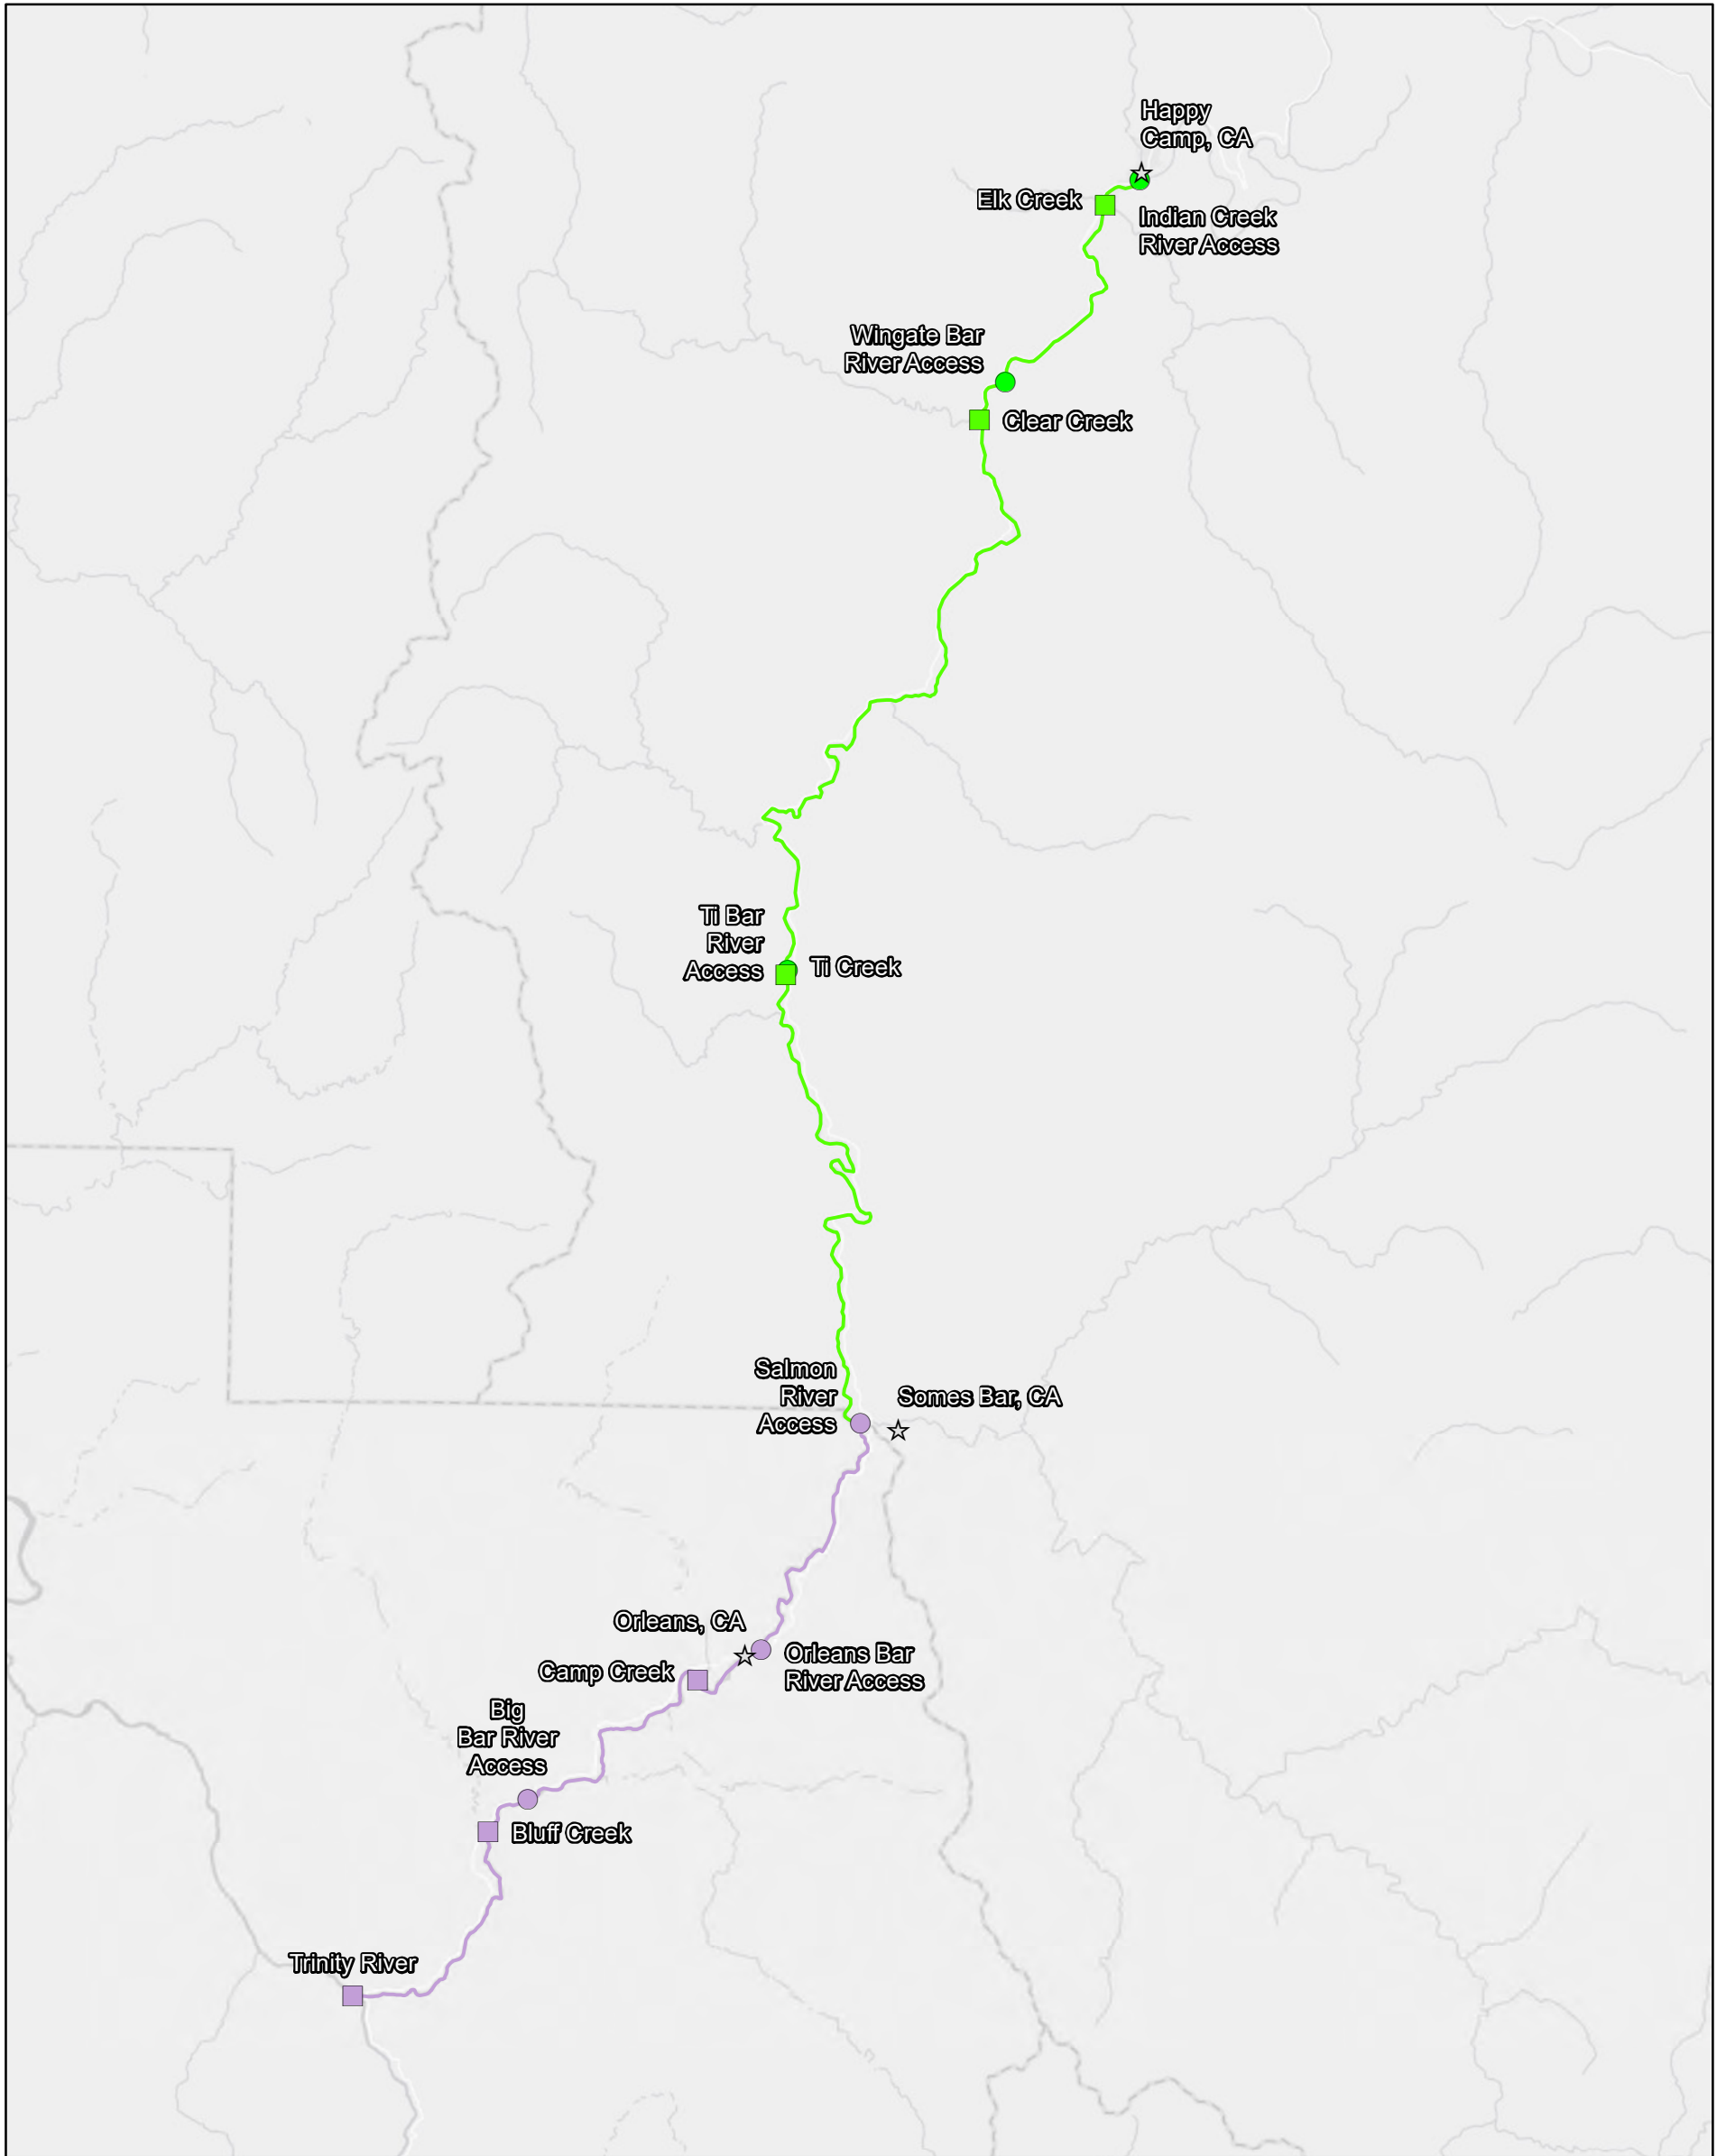 Happy
Camp, CA
Elk Creek
Indian Creek
River Access
Wingate Bar
River Access
Clear Creek
Ti Bar
River
Access
Ti Creek
Salmon
River
Access
Somes Bar, CA
Orleans, CA
Orleans Bar
River Access
Camp Creek
Big
Bar River
Access
Bluff Creek
Trinity River